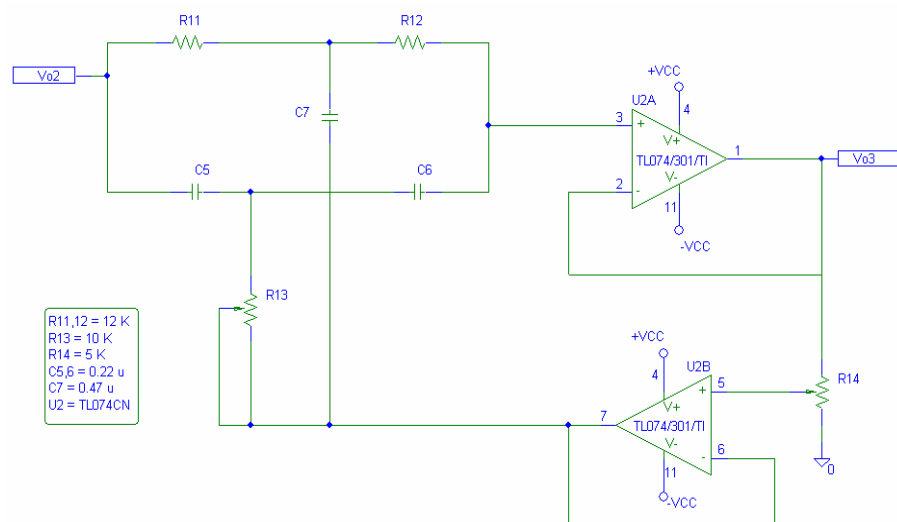 R11
R12
Vo2
C7
+VCC
U2A
4
3
+
V+
TL074/301/TI
1
Vo3
V-
2
-
11
-VCC
C5
C6
R13
R11,12 = 12 K
R13 = 10 K
R14 = 5 K
C5,6 = 0.22 u
C7 = 0.47 u
U2 = TL074CN
+VCC
U2B
4
5
+
R14
V+
7
TL074/301/TI
V-
6
-
11
-VCC
0